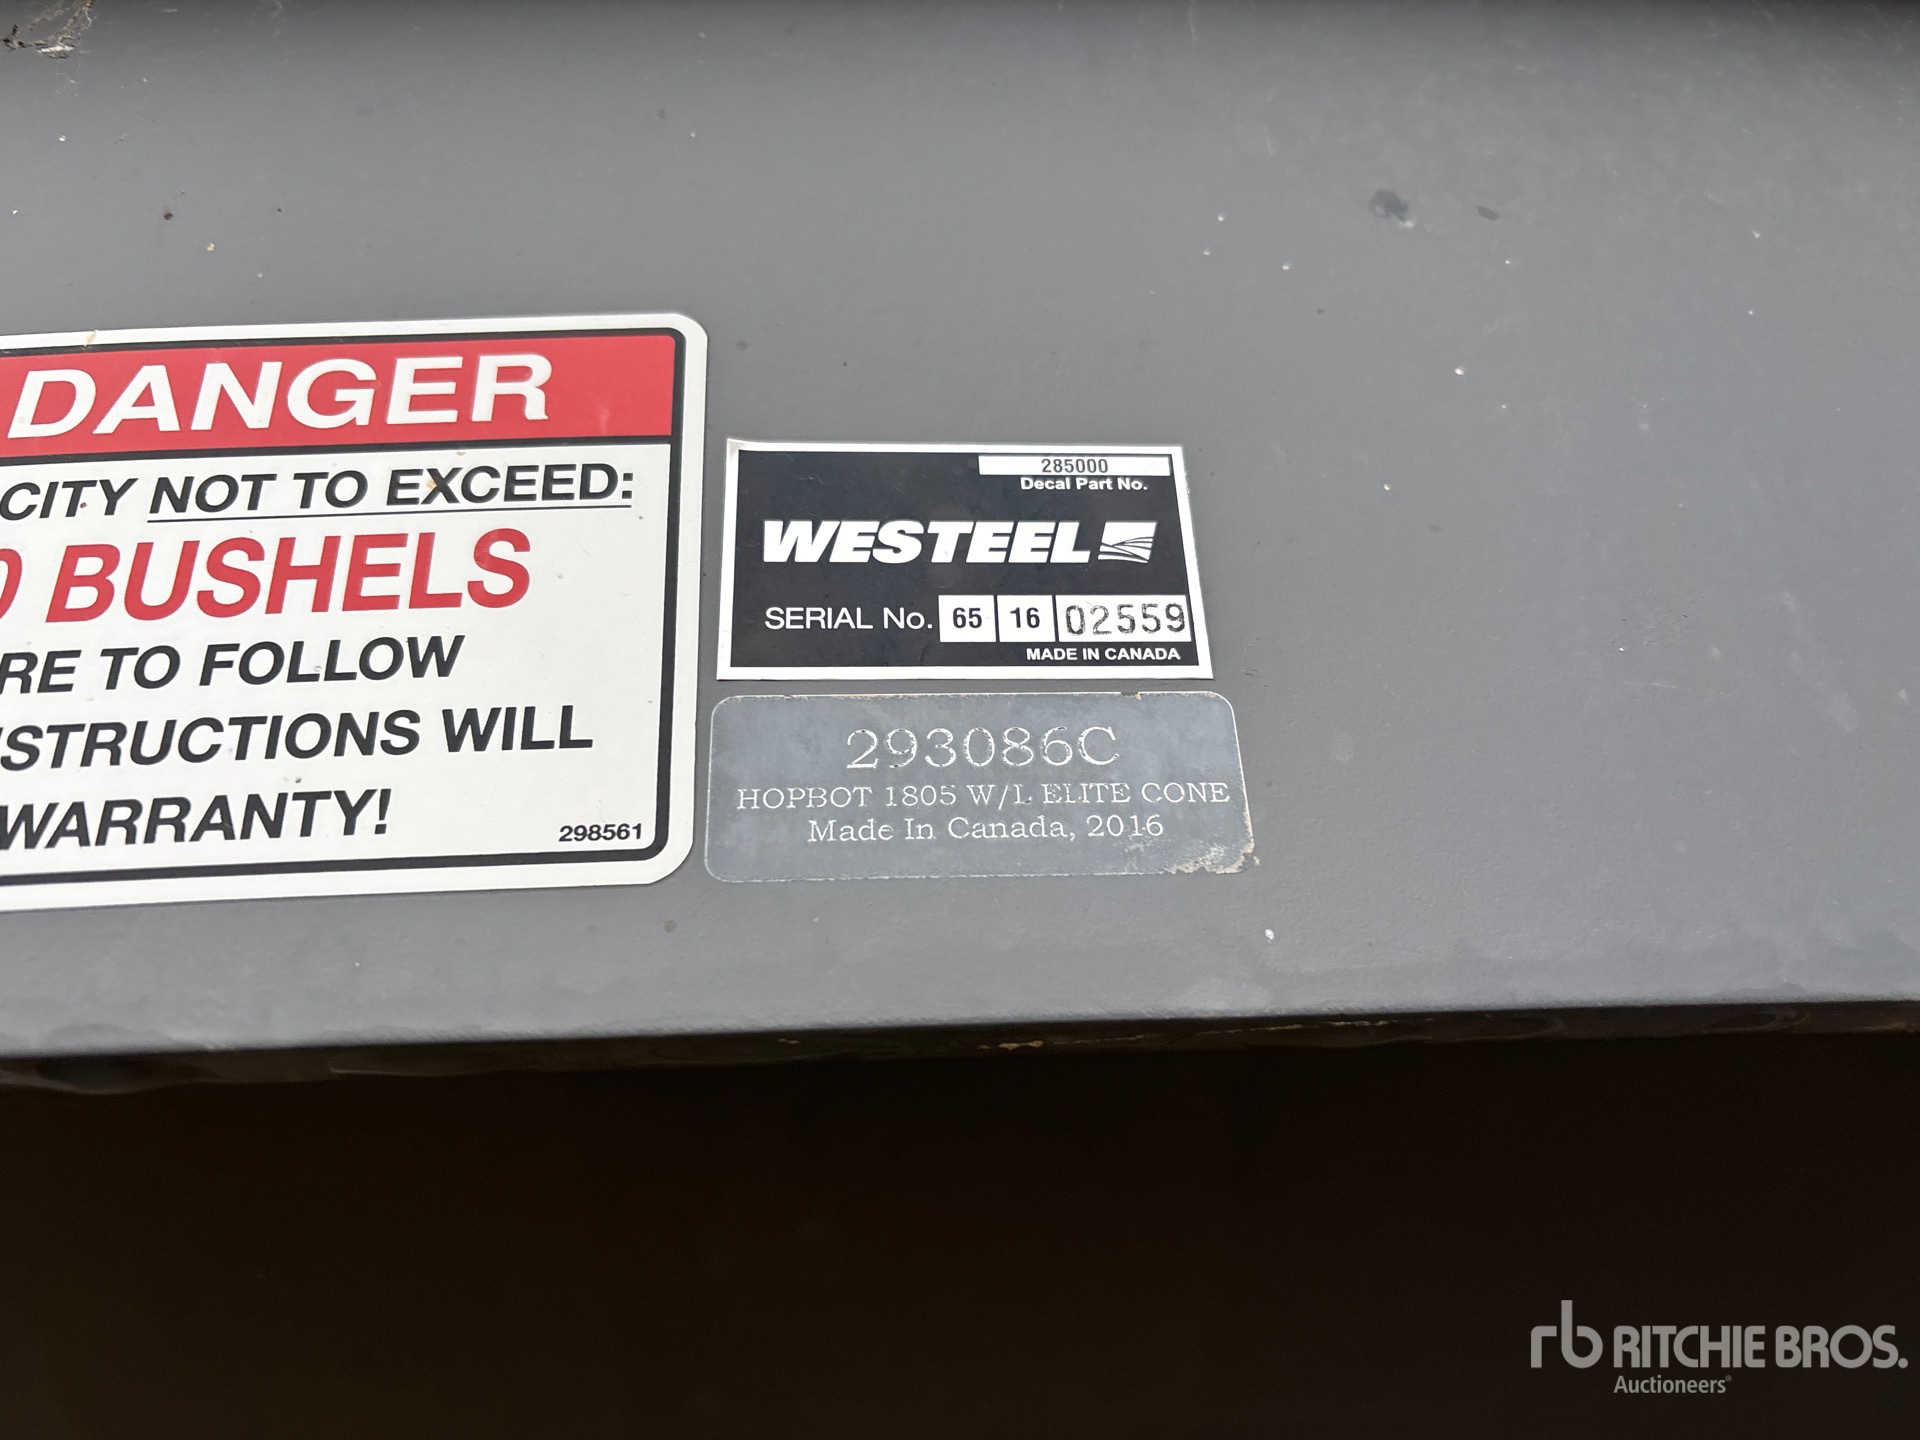 DANGER
CITY NOT TO EXCEED:
0 BUSHELS
RE TO FOLLOW
STRUCTIONS WILL
WARRANTY!
298561
285000
Decal Part No.
WESTEEL
SERIAL No. 65 16 02559
MADE IN CANADA
293086C
HOPBOT 1805 W/L ELITE CONE
Made In Canada, 2016
rb RITCHIE BROS.
Auctioneers®